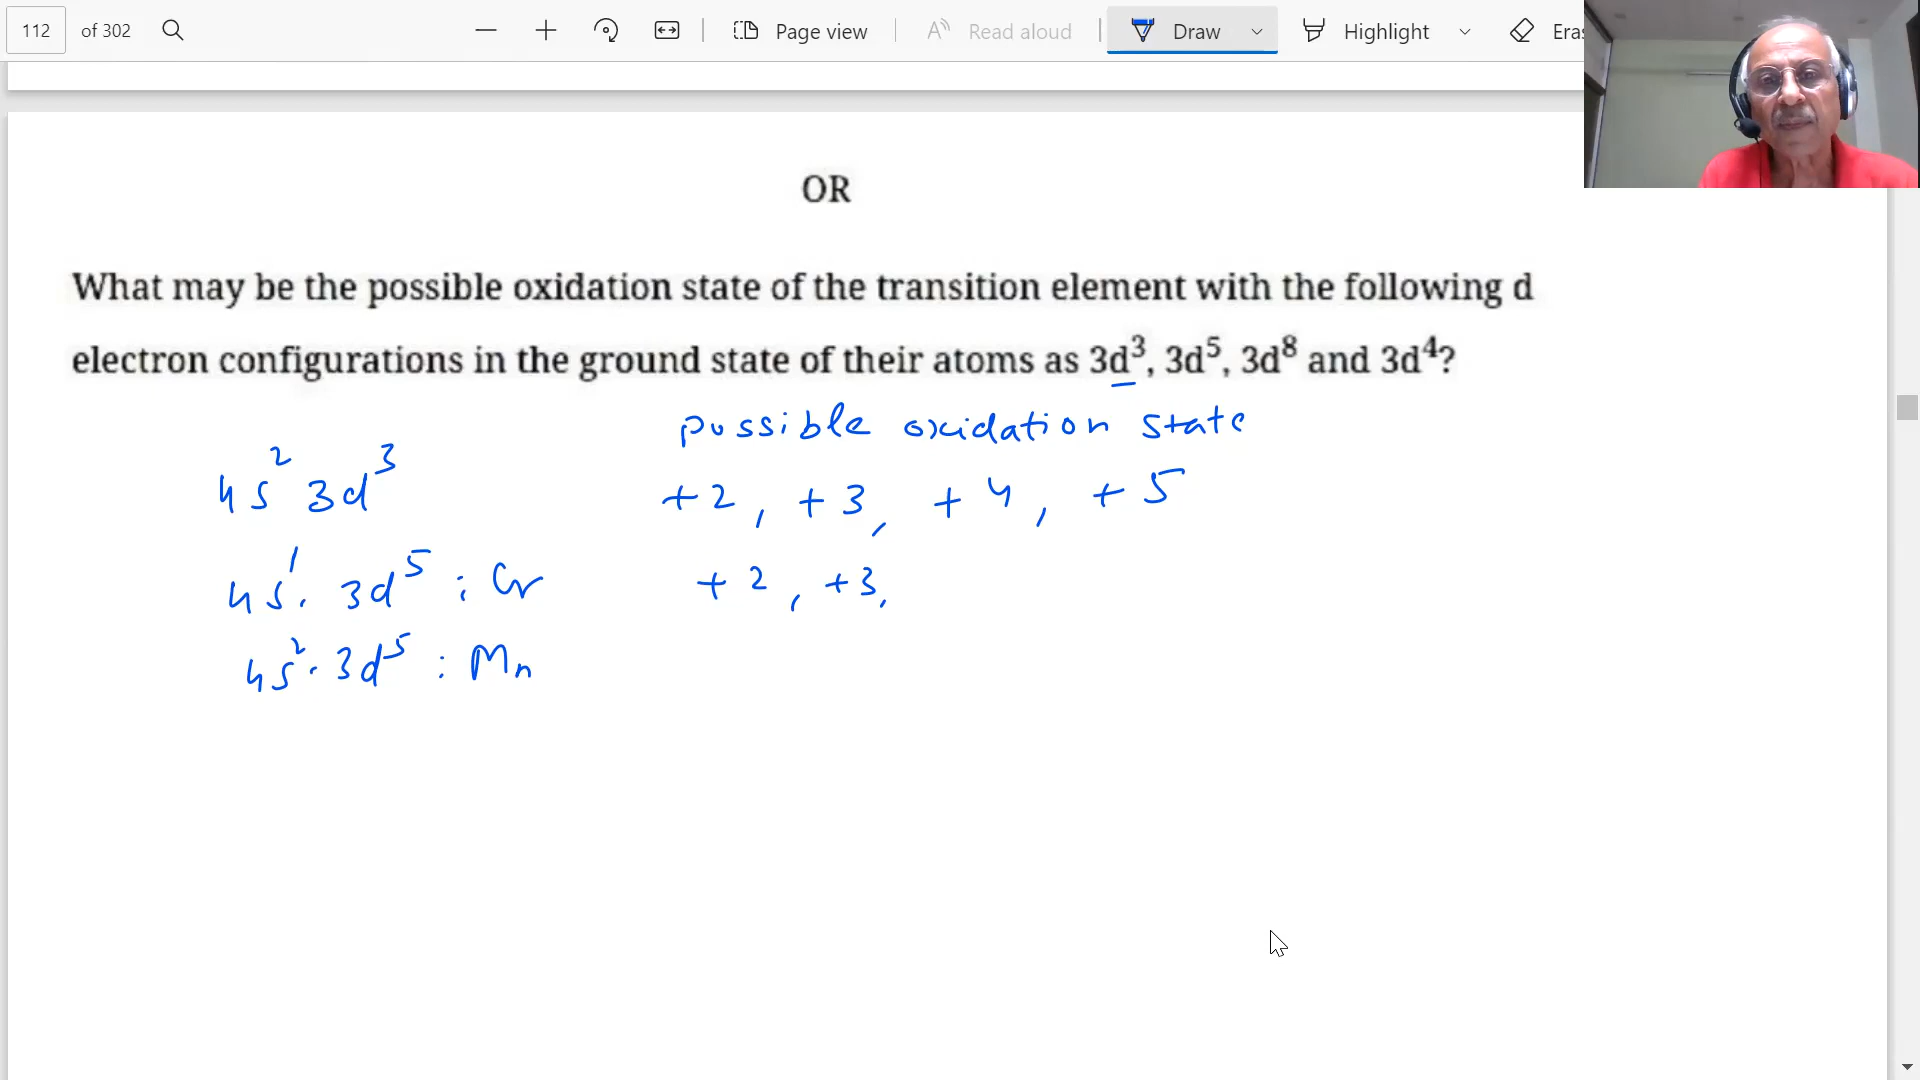 112 of 302 Page view Read aloud Draw Highlight Eras
OR
What may be the possible oxidation state of the transition element with the following d
electron configurations in the ground state of their atoms as 3d³, 3d⁵, 3d⁸ and 3d⁴?
possible oxidation state
4s² 3d³ +2, +3, +4, +5
4s¹. 3d⁵ : Cr +2, +3,
4s². 3d⁵ : Mn